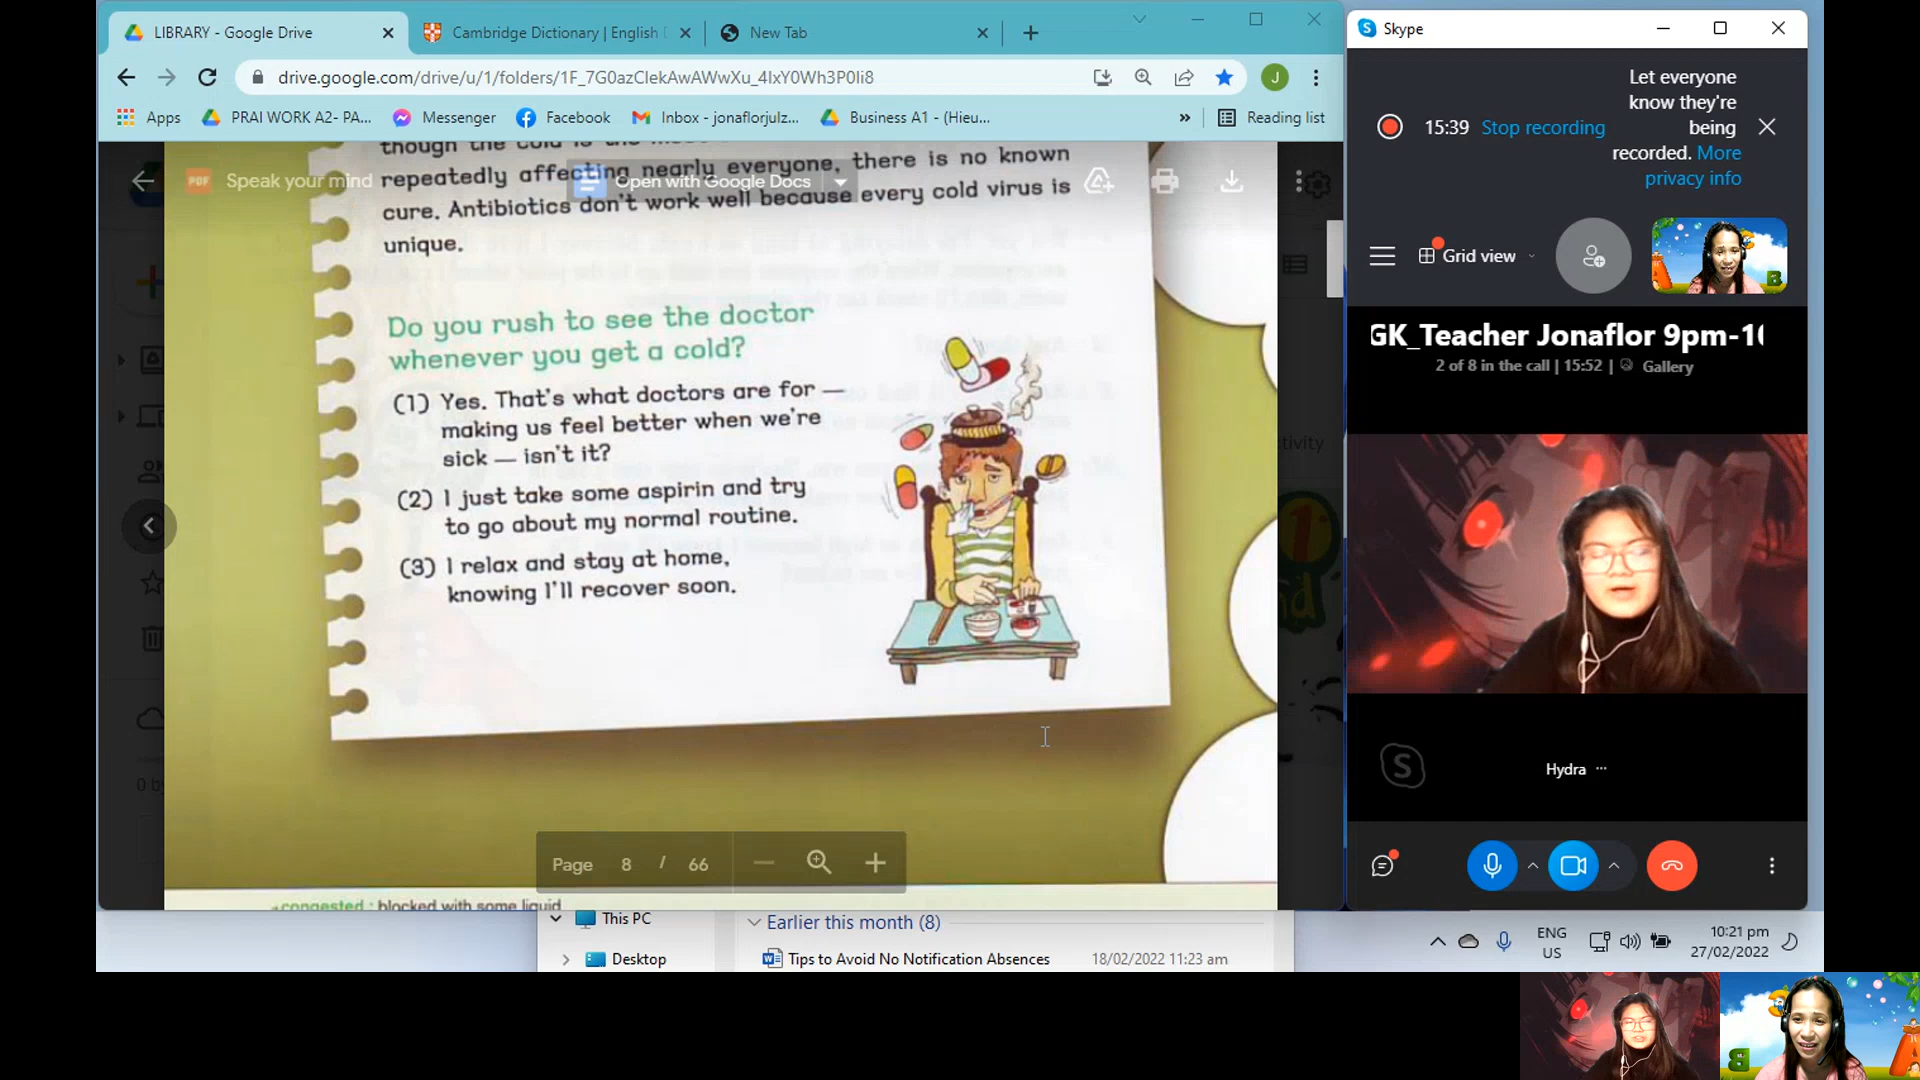 LIBRARY - Google Drive
Cambridge Dictionary | English
New Tab
Skype
drive.google.com/drive/u/1/folders/1F_7G0azClekAwAWwXu_4IxY0Wh3P0Ii8
J
Apps
PRAI WORK A2- PA...
Messenger
Facebook
Inbox - jonaflorjulz...
Business A1 - (Hieu...
»
Reading list
PDF
Speak your mind
Open with Google Docs
though the cold is the
repeatedly affecting nearly everyone, there is no known
cure. Antibiotics don't work well because every cold virus is
unique.
Do you rush to see the doctor
whenever you get a cold?
(1) Yes. That's what doctors are for —
making us feel better when we're
sick — isn't it?
(2) I just take some aspirin and try
to go about my normal routine.
(3) I relax and stay at home,
knowing I'll recover soon.
Page 8 / 66
congested : blocked with some liquid
This PC
Desktop
Earlier this month (8)
Tips to Avoid No Notification Absences
18/02/2022 11:23 am
15:39
Stop recording
Let everyone
know they're
being
recorded. More
privacy info
Grid view
GK_Teacher Jonaflor 9pm-10
2 of 8 in the call | 15:52 | Gallery
Hydra
ENG
US
10:21 pm
27/02/2022